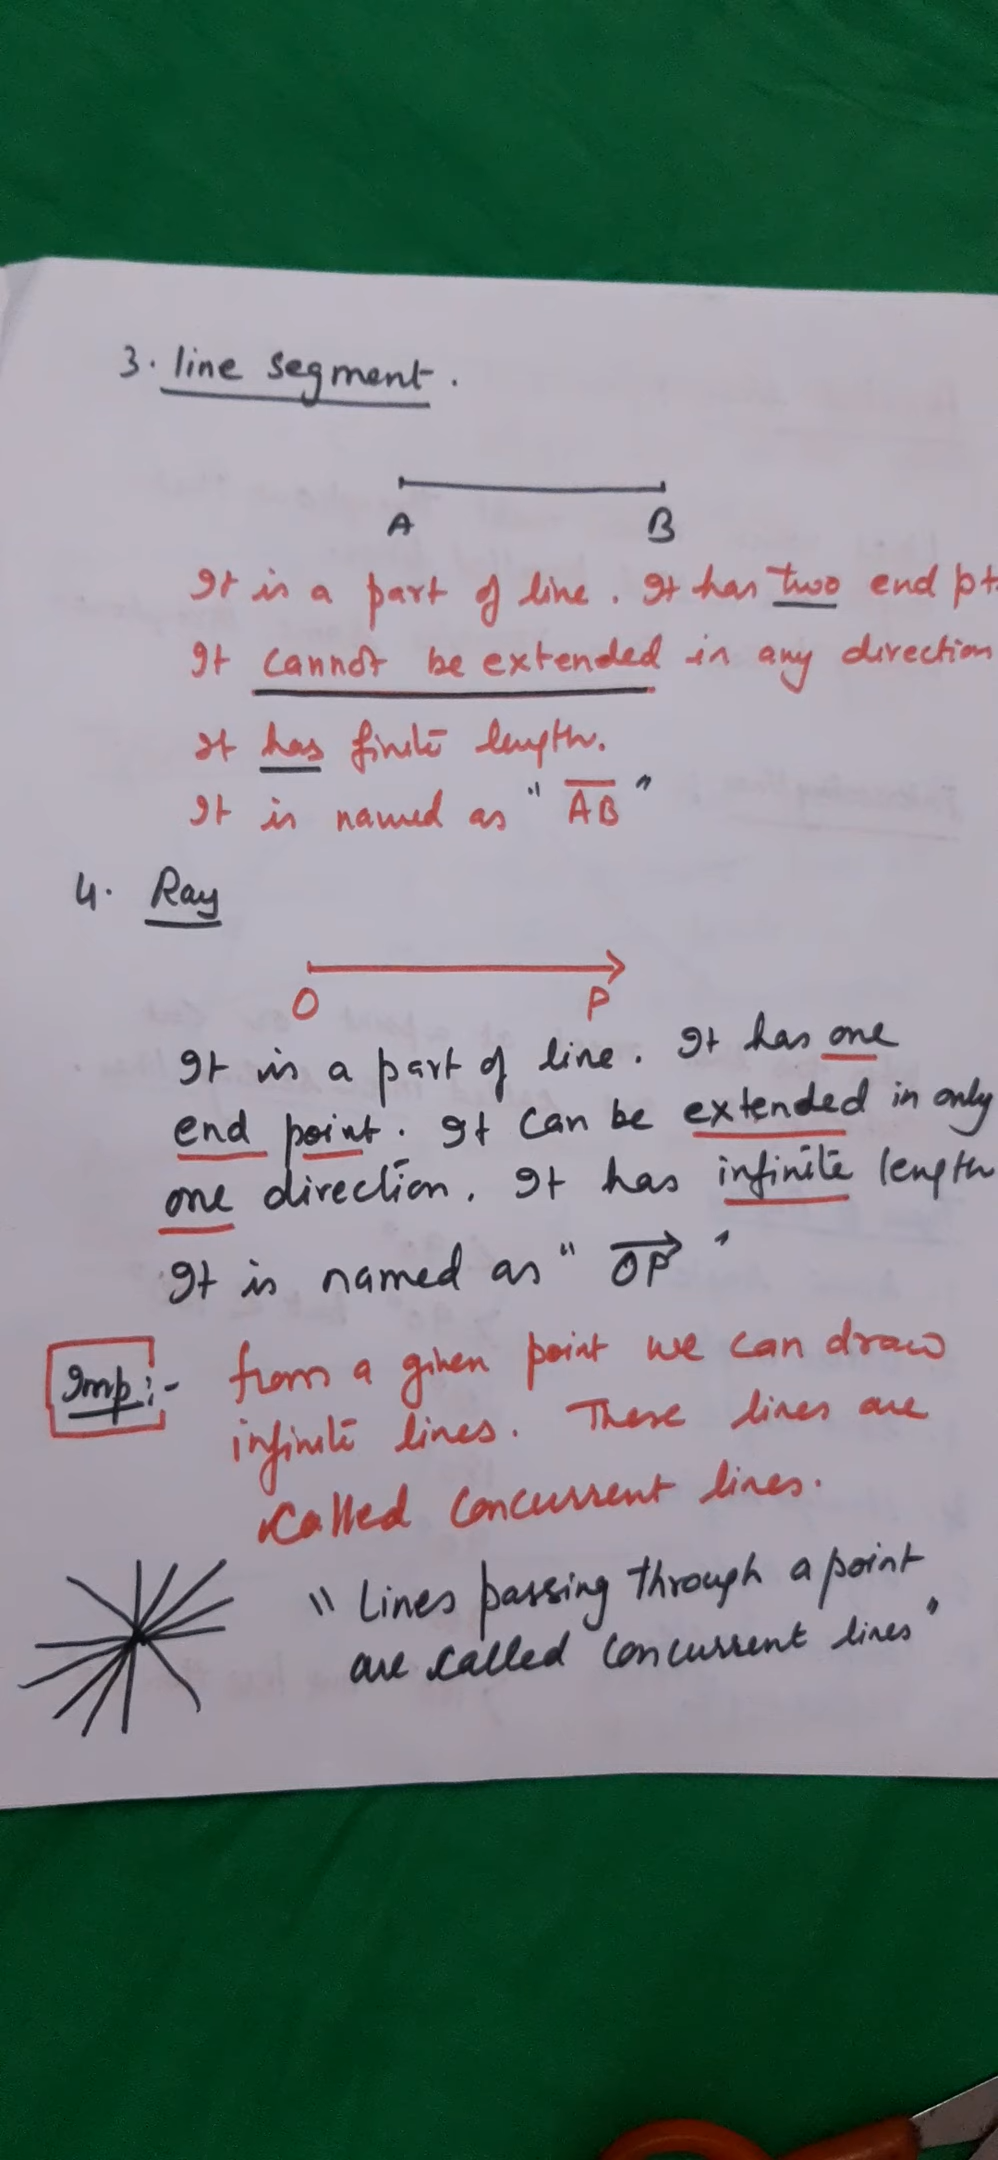 3. line segment.
A B
It is a part of line. It has two end pt.
It cannot be extended in any direction
It has finite length.
It is named as " A̅B̅ "
4. Ray
O P
It is a part of line. It has one
end point. It can be extended in only
one direction. It has infinite length
It is named as " OP→ "
Imp:- from a given point we can draw
infinite lines. These lines are
called concurrent lines.
" Lines passing through a point
are called concurrent lines "